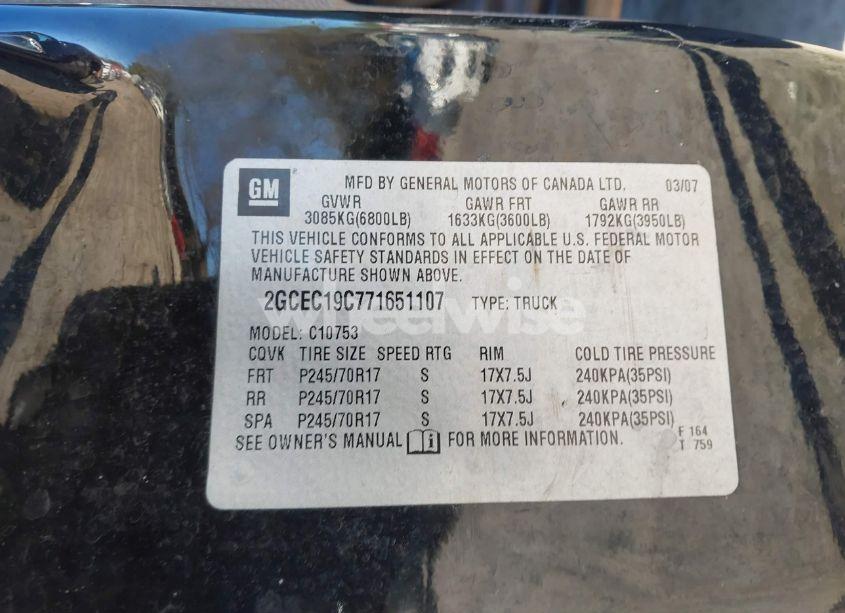 GM
MFD BY GENERAL MOTORS OF CANADA LTD. 03/07
GVWR GAWR FRT GAWR RR
3085KG(6800LB) 1633KG(3600LB) 1792KG(3950LB)
THIS VEHICLE CONFORMS TO ALL APPLICABLE U.S. FEDERAL MOTOR
VEHICLE SAFETY STANDARDS IN EFFECT ON THE DATE OF
MANUFACTURE SHOWN ABOVE.
2GCEC19C771651107 TYPE: TRUCK
wheelwise
MODEL: C10753
CQVK TIRE SIZE SPEED RTG RIM COLD TIRE PRESSURE
FRT P245/70R17 S 17X7.5J 240KPA(35PSI)
RR P245/70R17 S 17X7.5J 240KPA(35PSI)
SPA P245/70R17 S 17X7.5J 240KPA(35PSI)
SEE OWNER'S MANUAL i FOR MORE INFORMATION.
F 164
T 759